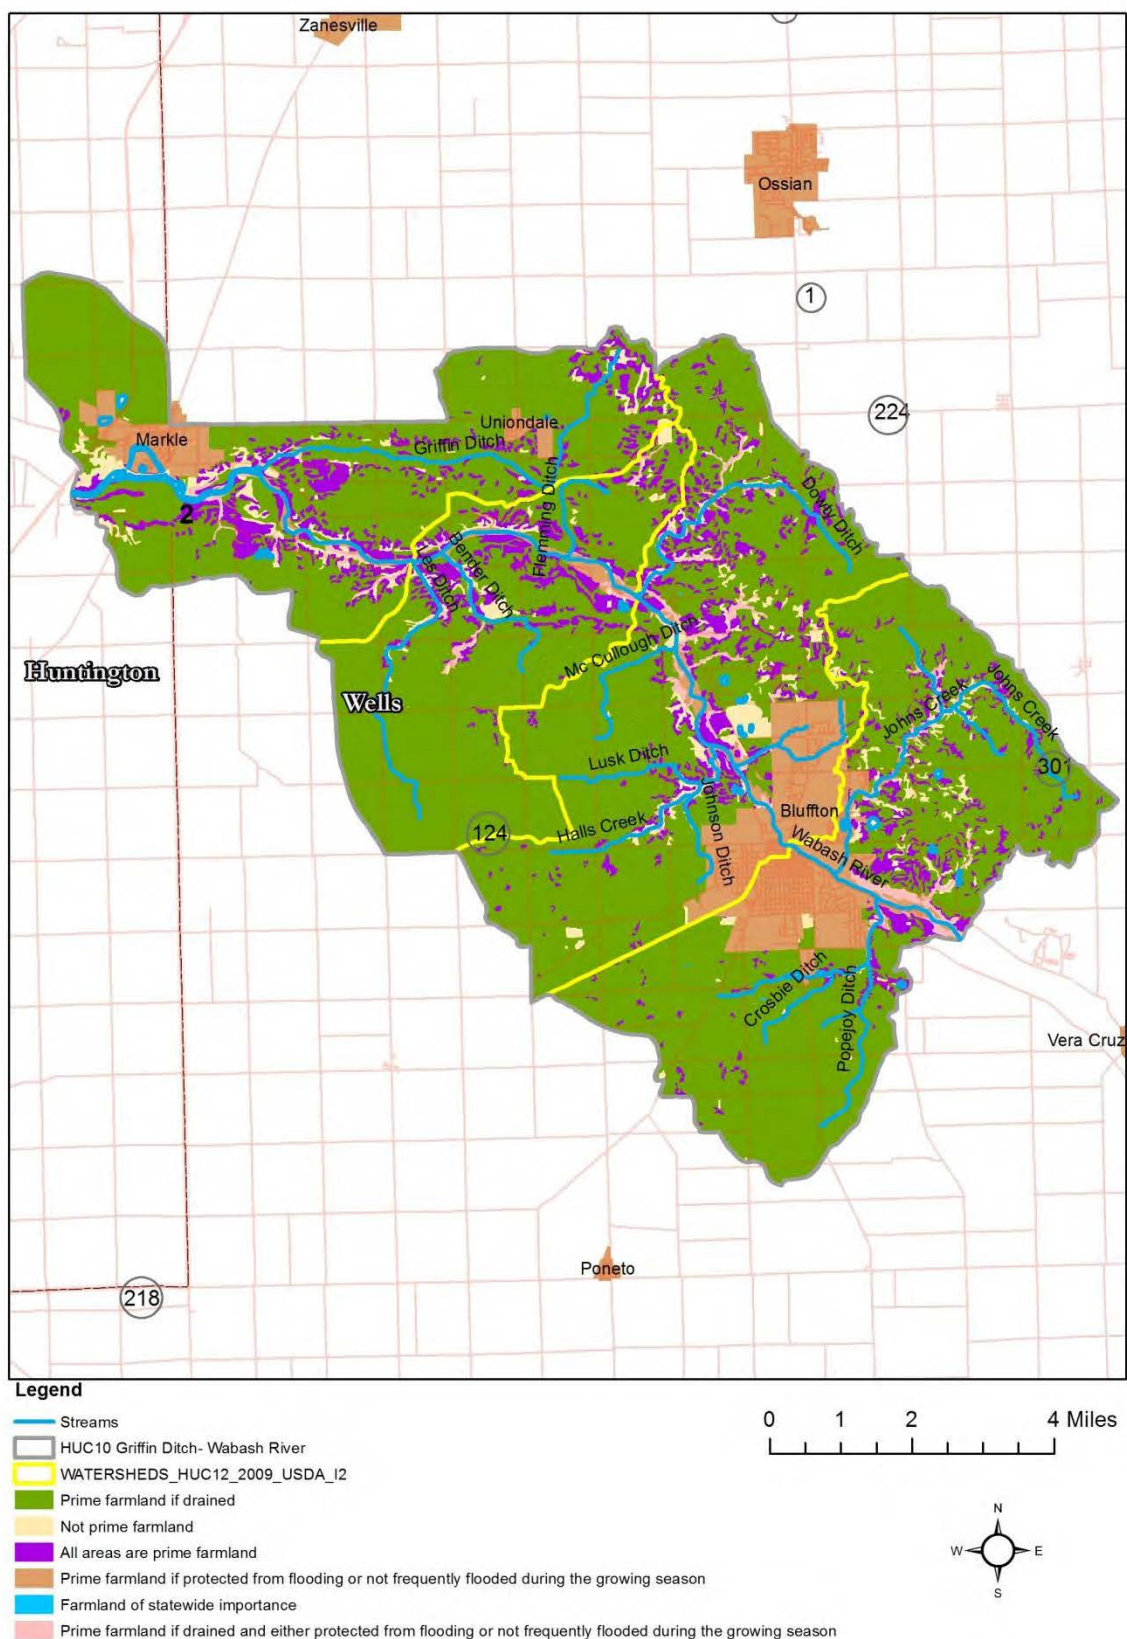 Zanesville
Ossian
1
224
Uniondale
Markle
Griffin Ditch
Flemming Ditch
Dowty Ditch
2
Bender Ditch
Iles Ditch
Mc Cullough Ditch
Huntington
Wells
Johns Creek
Johns Creek
Lusk Ditch
301
Johnson Ditch
Bluffton
124
Halls Creek
Wabash River
Crosbie Ditch
Popejoy Ditch
Vera Cruz
Poneto
218
Legend
Streams
HUC10 Griffin Ditch- Wabash River
WATERSHEDS_HUC12_2009_USDA_I2
Prime farmland if drained
Not prime farmland
All areas are prime farmland
Prime farmland if protected from flooding or not frequently flooded during the growing season
Farmland of statewide importance
Prime farmland if drained and either protected from flooding or not frequently flooded during the growing season
0 1 2 4 Miles
N
W E
S